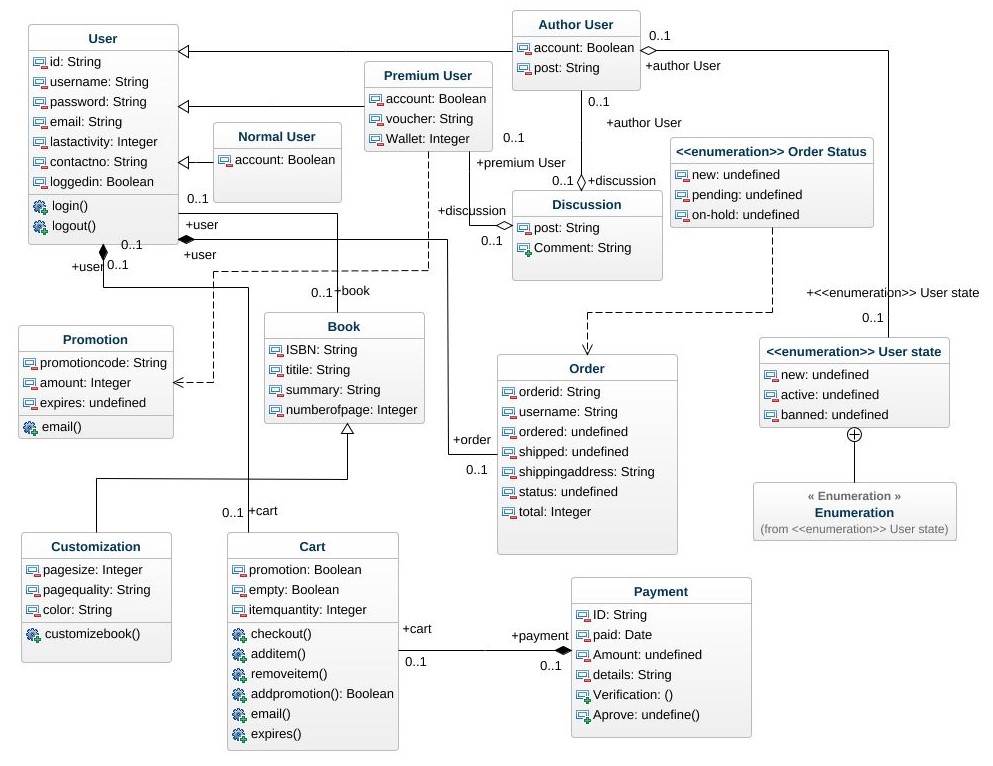 User
id: String
username: String
password: String
email: String
lastactivity: Integer
contactno: String
loggedin: Boolean
login()
logout()
Author User
account: Boolean
post: String
0..1
+author User
Premium User
account: Boolean
voucher: String
Wallet: Integer
Normal User
account: Boolean
0..1
+author User
0..1
+premium User
<<enumeration>> Order Status
new: undefined
pending: undefined
on-hold: undefined
0..1
+discussion
Discussion
post: String
Comment: String
+discussion
0..1
0..1
+user
0..1
+user
+user
0..1
0..1
+book
+<<enumeration>> User state
0..1
Promotion
promotioncode: String
amount: Integer
expires: undefined
email()
Book
ISBN: String
titile: String
summary: String
numberofpage: Integer
Order
orderid: String
username: String
ordered: undefined
shipped: undefined
shippingaddress: String
status: undefined
total: Integer
<<enumeration>> User state
new: undefined
active: undefined
banned: undefined
+order
0..1
« Enumeration »
Enumeration
(from <<enumeration>> User state)
0..1
+cart
Customization
pagesize: Integer
pagequality: String
color: String
customizebook()
Cart
promotion: Boolean
empty: Boolean
itemquantity: Integer
checkout()
additem()
removeitem()
addpromotion(): Boolean
email()
expires()
+cart
0..1
+payment
0..1
Payment
ID: String
paid: Date
Amount: undefined
details: String
Verification: ()
Aprove: undefine()